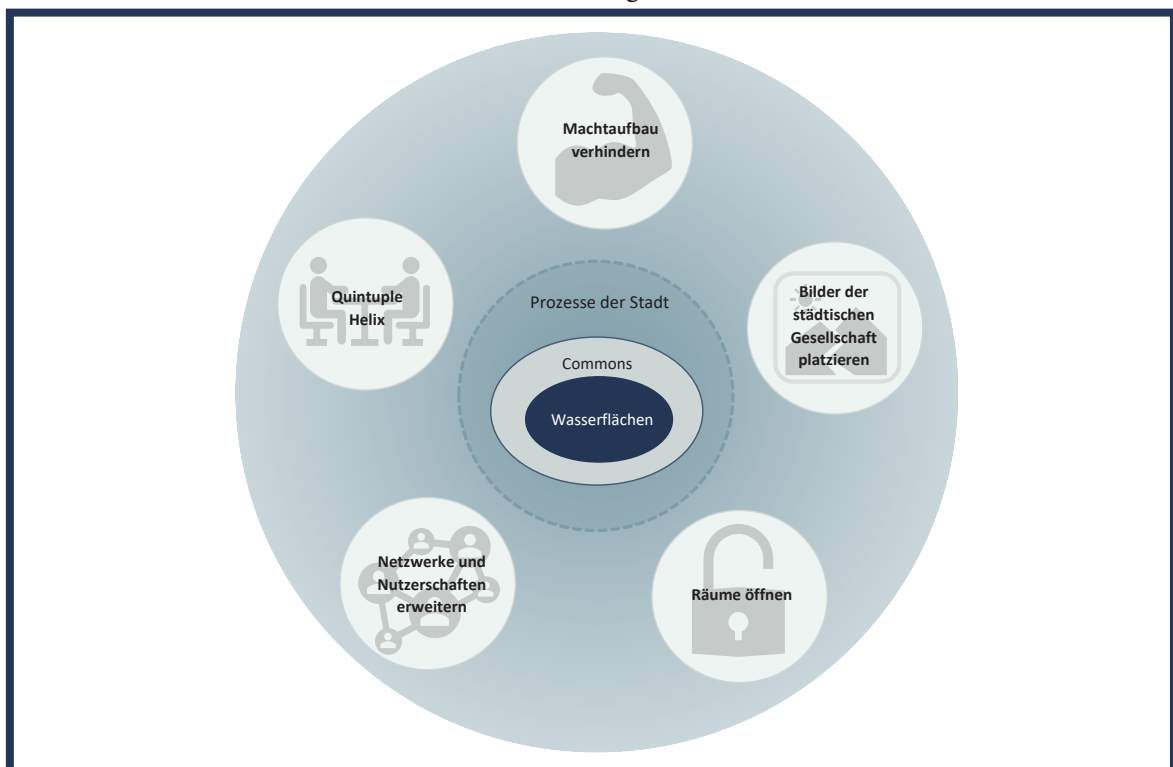 Machtaufbau
verhindern
Quintuple
Helix
Bilder der
städtischen
Gesellschaft
platzieren
Prozesse der Stadt
Commons
Wasserflächen
Netzwerke und
Nutzerschaften
erweitern
Räume öffnen